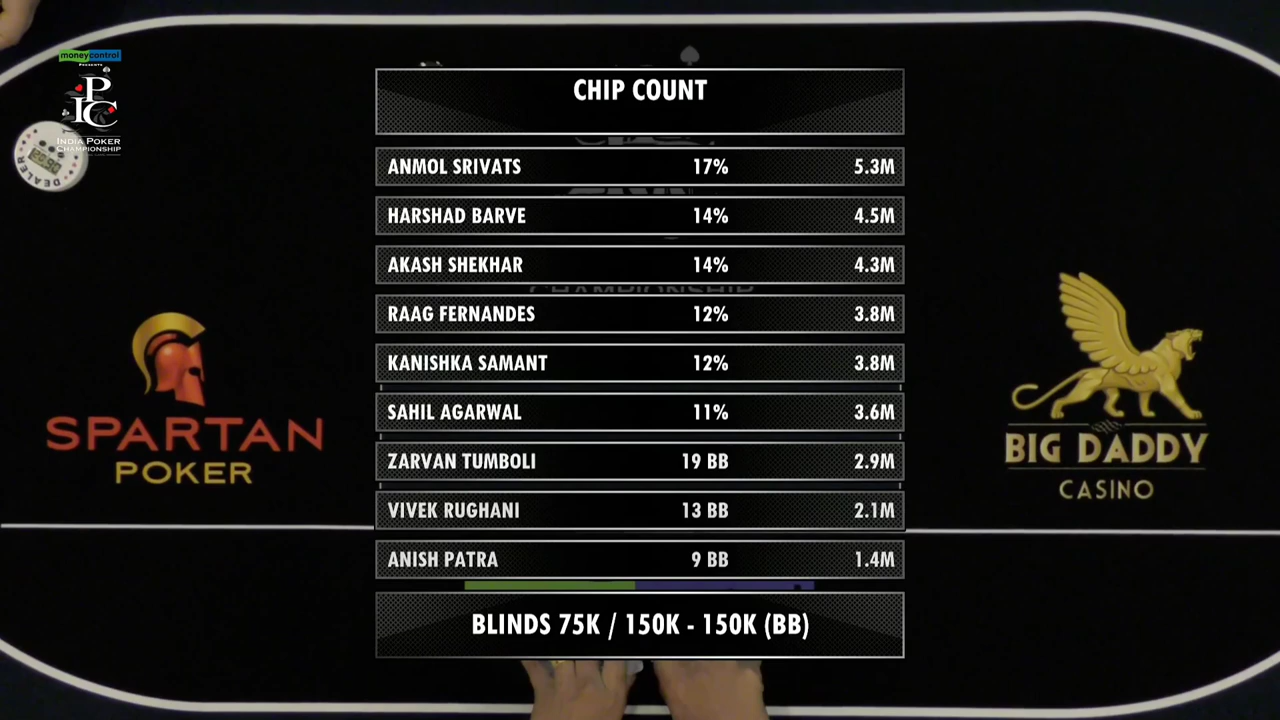 moneycontrol
PRESENTS
IPC
INDIA POKER
CHAMPIONSHIP
DEALER
CHIP COUNT
ANMOL SRIVATS 17% 5.3M
HARSHAD BARVE 14% 4.5M
AKASH SHEKHAR 14% 4.3M
CHAMPIONSHIP
RAAG FERNANDES 12% 3.8M
KANISHKA SAMANT 12% 3.8M
SAHIL AGARWAL 11% 3.6M
ZARVAN TUMBOLI 19 BB 2.9M
VIVEK RUGHANI 13 BB 2.1M
ANISH PATRA 9 BB 1.4M
BLINDS 75K / 150K - 150K (BB)
SPARTAN
POKER
BIG DADDY
CASINO